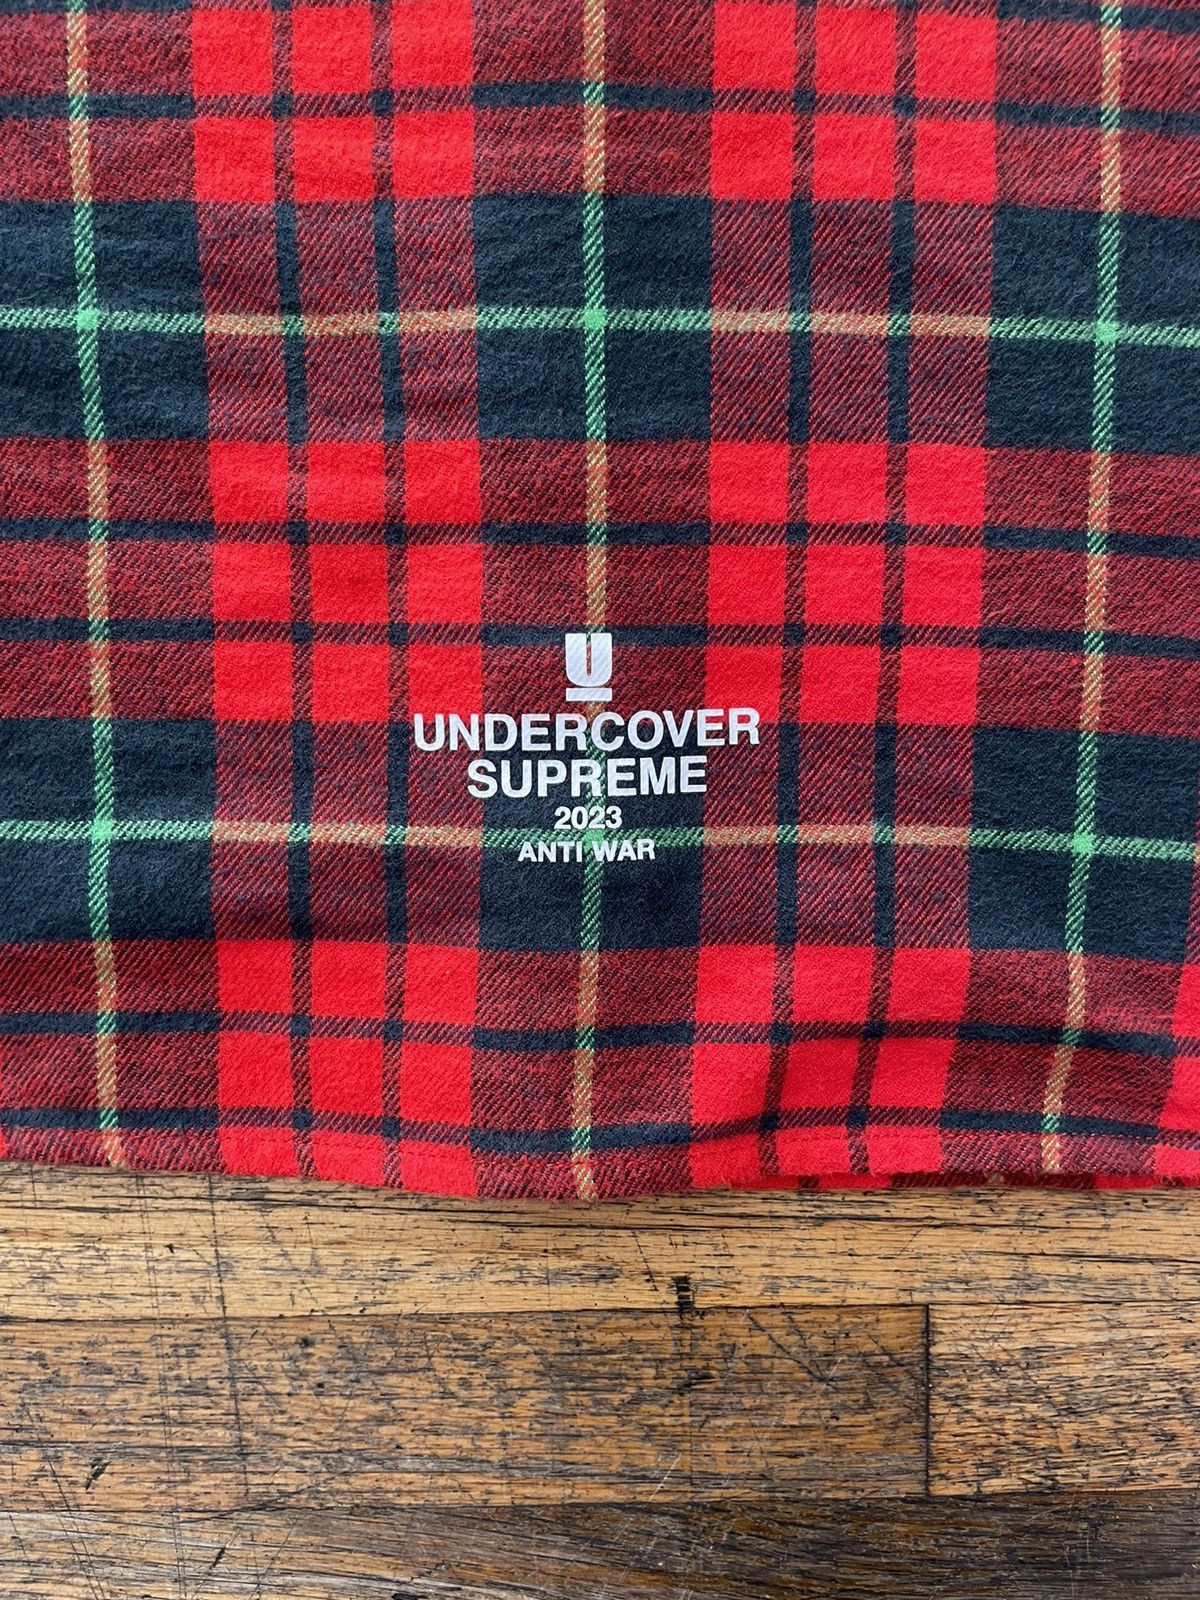 U
UNDERCOVER
SUPREME
2023
ANTI WAR